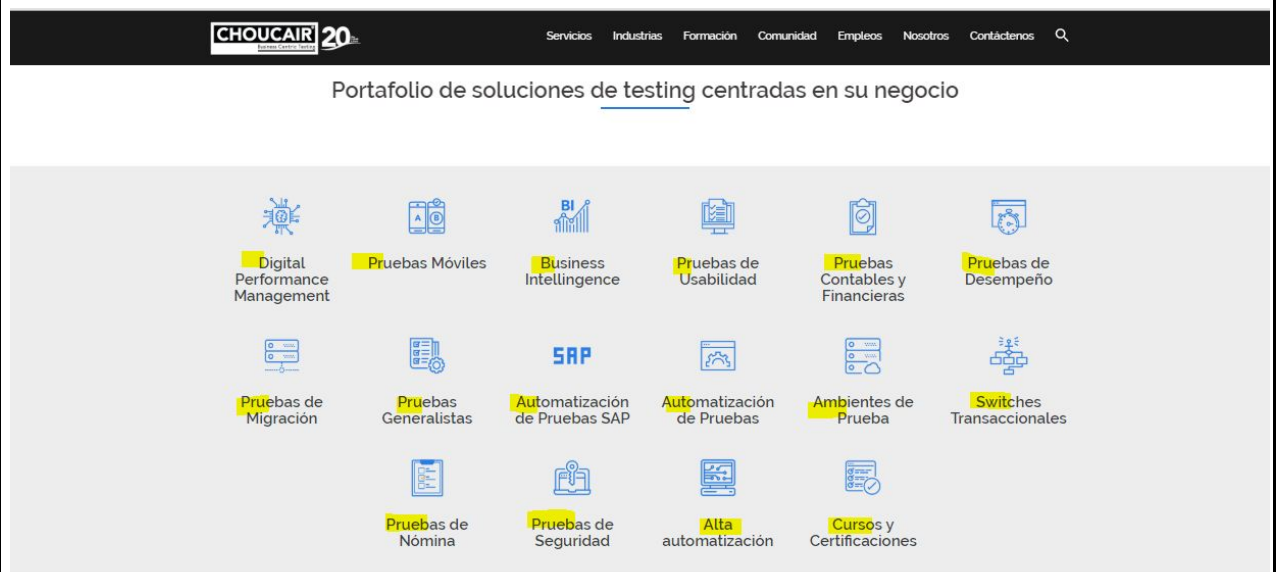 CHOUCAIR 20
Business Centric Testing
Servicios Industrias Formación Comunidad Empleos Nosotros Contáctenos
Portafolio de soluciones de testing centradas en su negocio
A B
BI
Digital
Performance
Management
Pruebas Móviles
Business
Intellingence
Pruebas de
Usabilidad
Pruebas
Contables y
Financieras
Pruebas de
Desempeño
SAP
Pruebas de
Migración
Pruebas
Generalistas
Automatización
de Pruebas SAP
Automatización
de Pruebas
Ambientes de
Prueba
Switches
Transaccionales
Pruebas de
Nómina
Pruebas de
Seguridad
Alta
automatización
Cursos y
Certificaciones